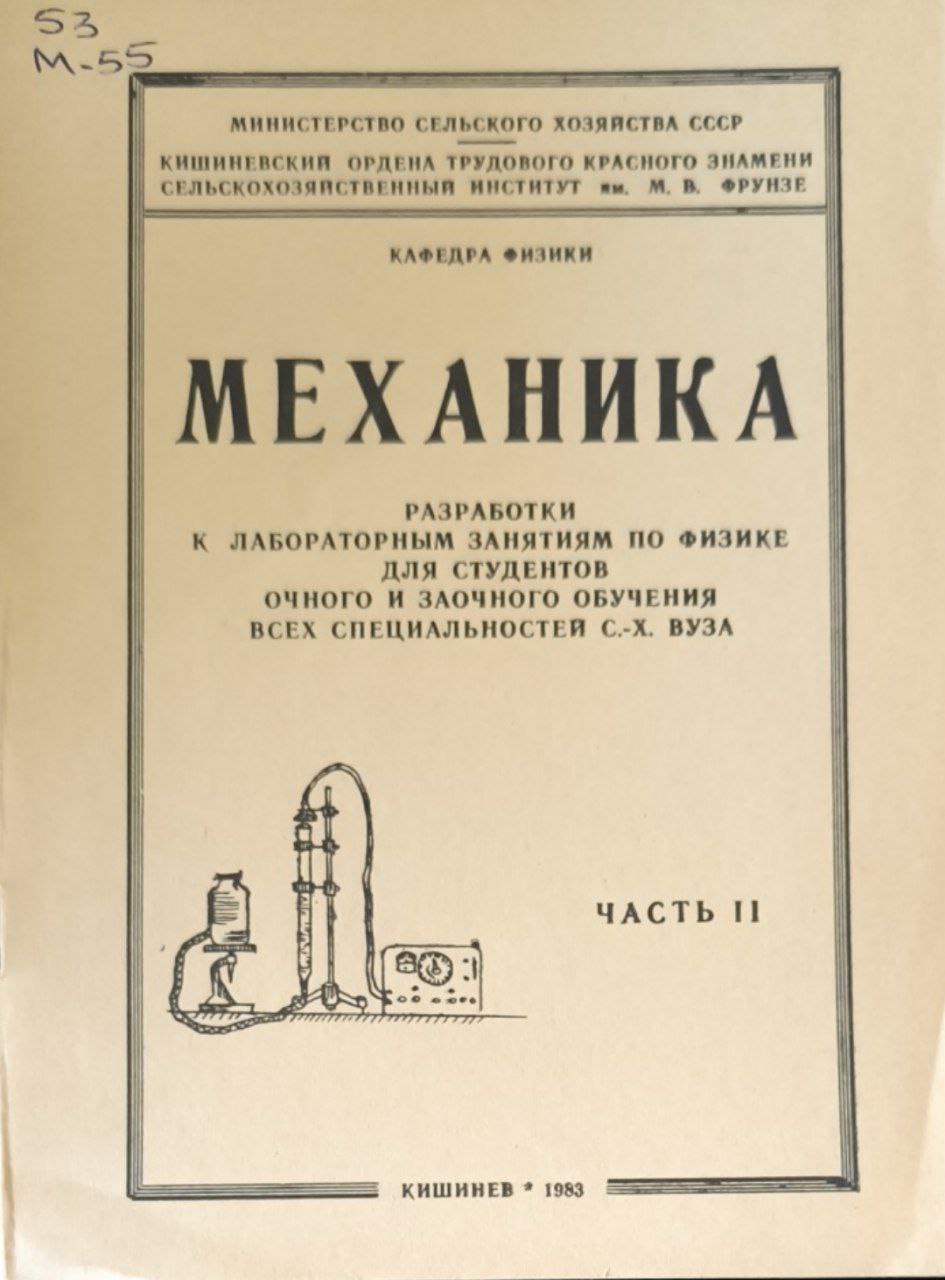 53
М-55
МИНИСТЕРСТВО СЕЛЬСКОГО ХОЗЯЙСТВА СССР
КИШИНЕВСКИЙ ОРДЕНА ТРУДОВОГО КРАСНОГО ЗНАМЕНИ
СЕЛЬСКОХОЗЯЙСТВЕННЫЙ ИНСТИТУТ им. М. В. ФРУНЗЕ
КАФЕДРА ФИЗИКИ
МЕХАНИКА
РАЗРАБОТКИ
К ЛАБОРАТОРНЫМ ЗАНЯТИЯМ ПО ФИЗИКЕ
ДЛЯ СТУДЕНТОВ
ОЧНОГО И ЗАОЧНОГО ОБУЧЕНИЯ
ВСЕХ СПЕЦИАЛЬНОСТЕЙ С.-Х. ВУЗА
ЧАСТЬ II
КИШИНЕВ * 1983